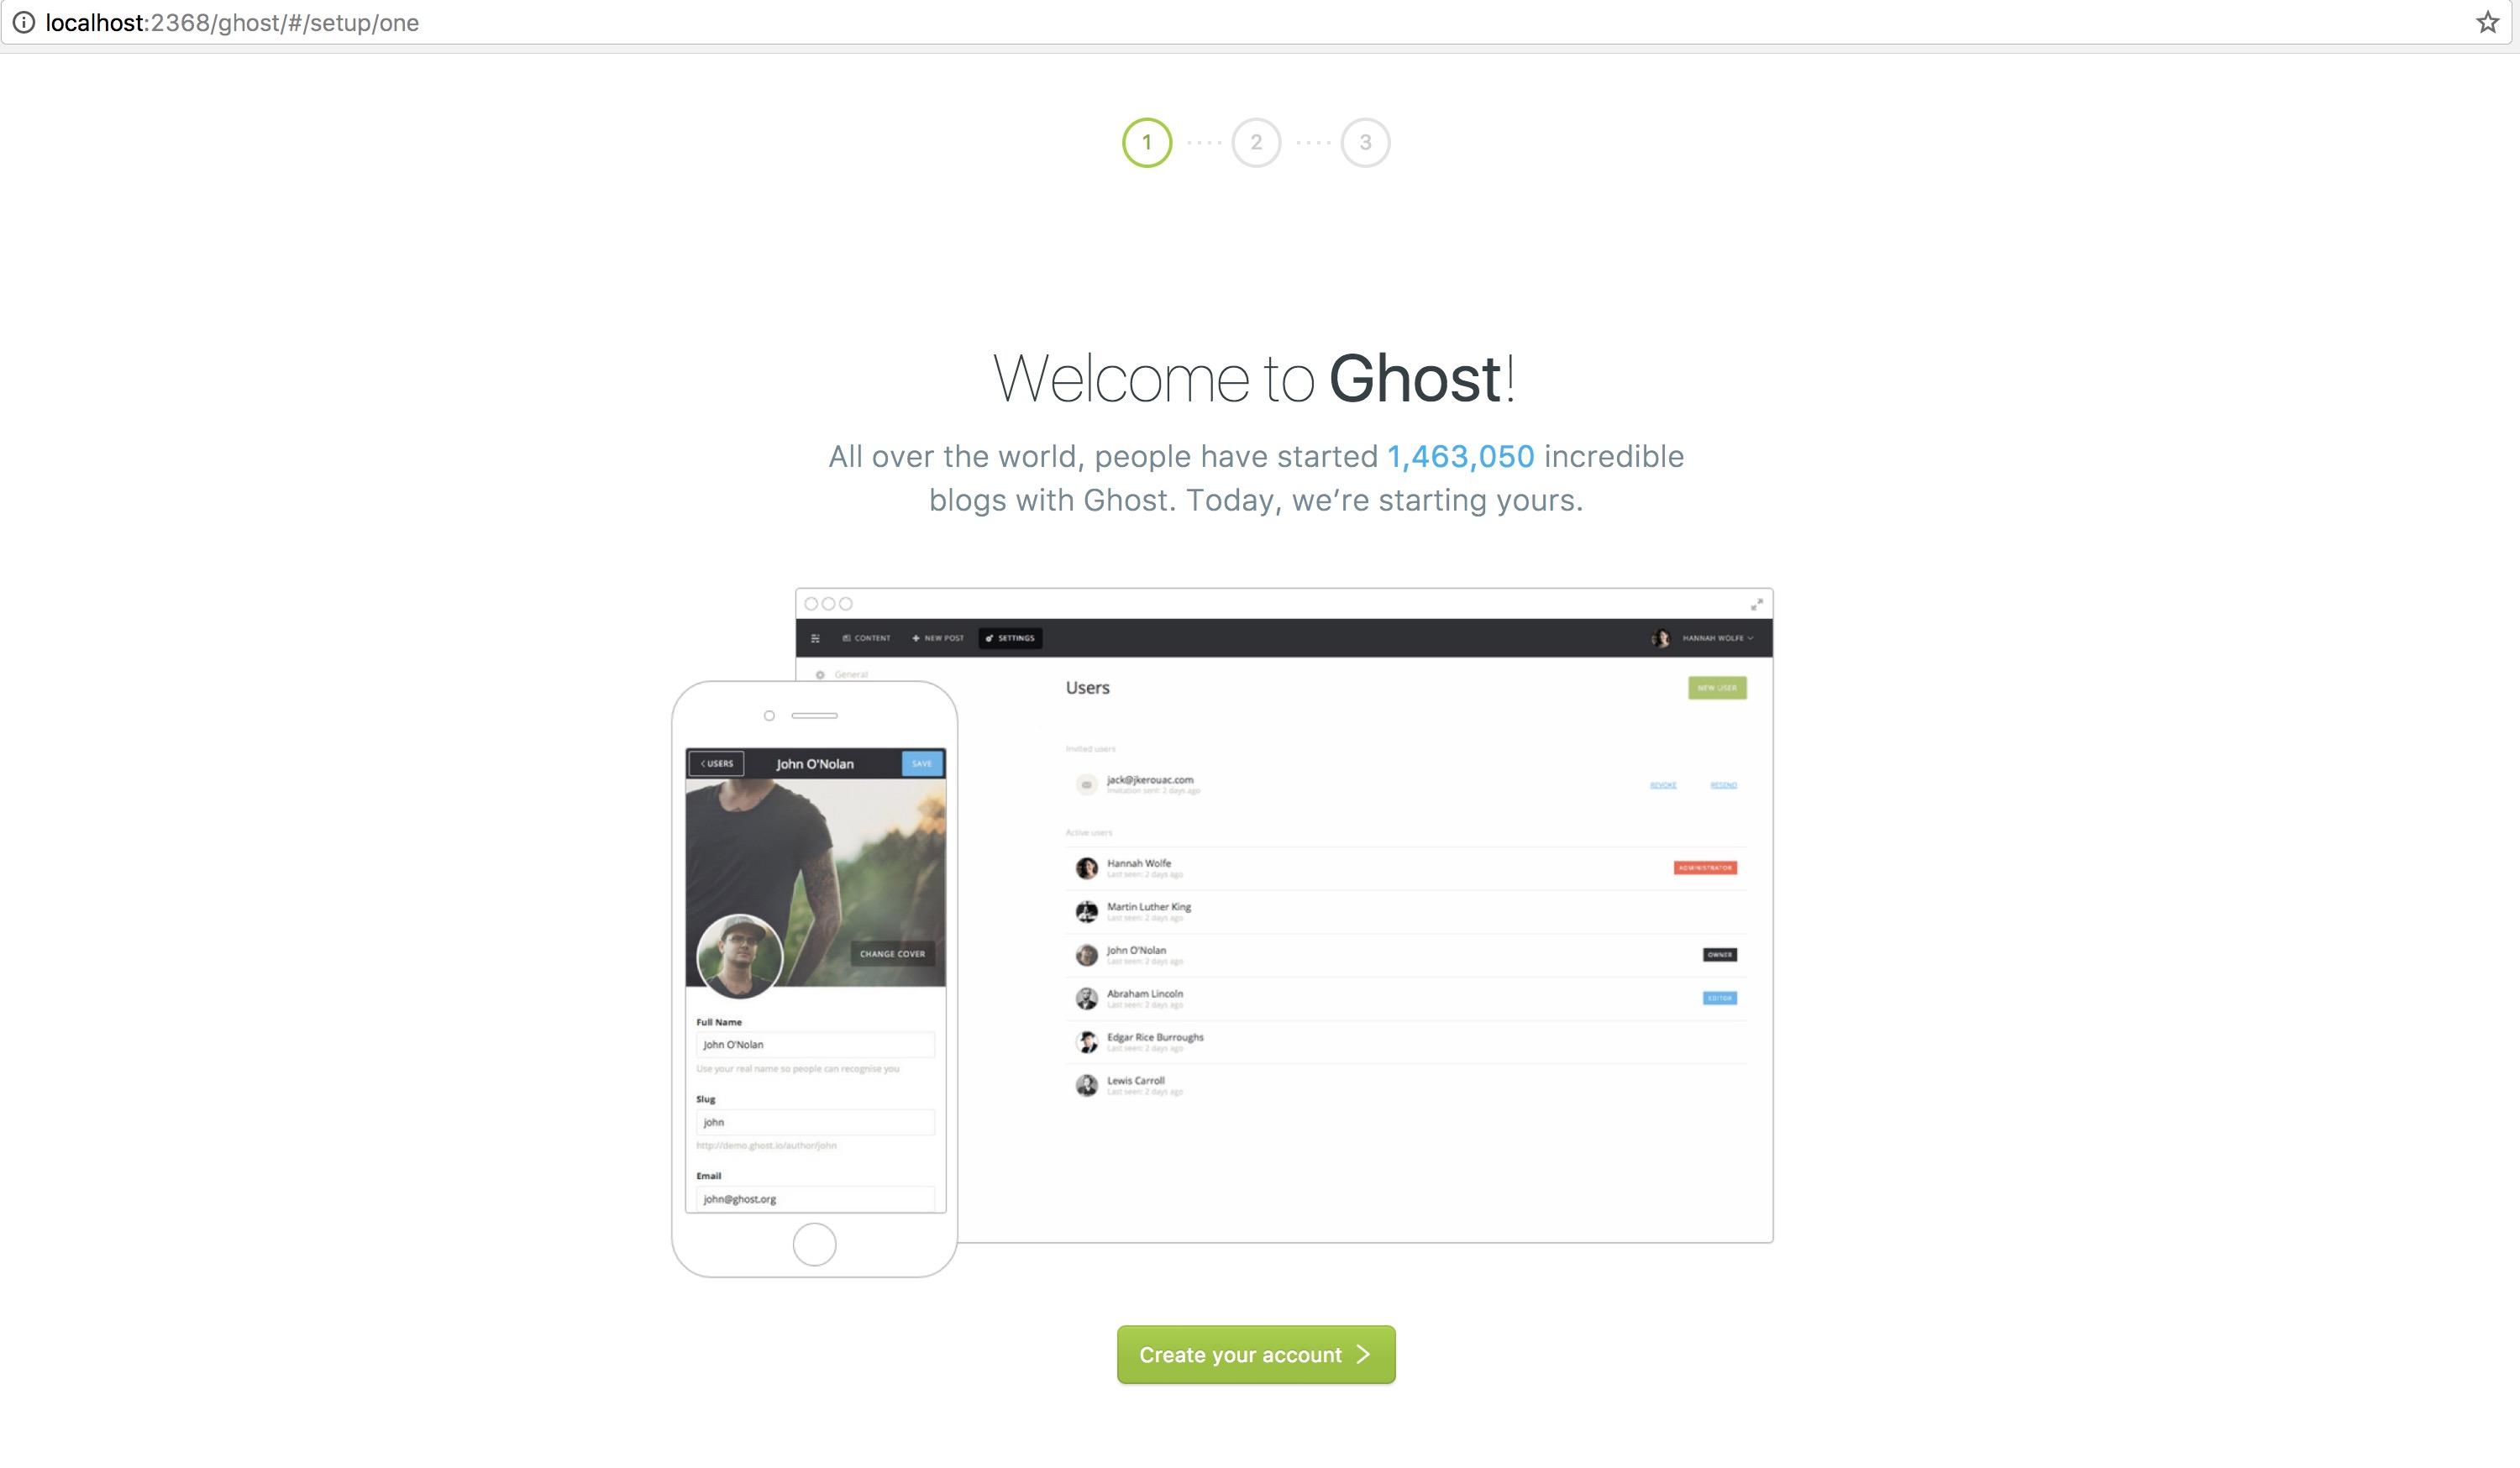 localhost:2368/ghost/#/setup/one
1 2 3
Welcome to Ghost!
All over the world, people have started 1,463,050 incredible
blogs with Ghost. Today, we’re starting yours.
CONTENT NEW POST SETTINGS HANNAH WOLFE
General
Users NEW USER
Invited users
jack@jkerouac.com
Invitation sent: 2 days ago
REVOKE RESEND
Active users
Hannah Wolfe
Last seen: 2 days ago
ADMINISTRATOR
Martin Luther King
Last seen: 2 days ago
John O'Nolan
Last seen: 2 days ago
OWNER
Abraham Lincoln
Last seen: 2 days ago
EDITOR
Edgar Rice Burroughs
Last seen: 2 days ago
Lewis Carroll
Last seen: 2 days ago
USERS John O'Nolan SAVE
CHANGE COVER
Full Name
John O'Nolan
Use your real name so people can recognise you
Slug
john
http://demo.ghost.io/author/john
Email
john@ghost.org
Create your account